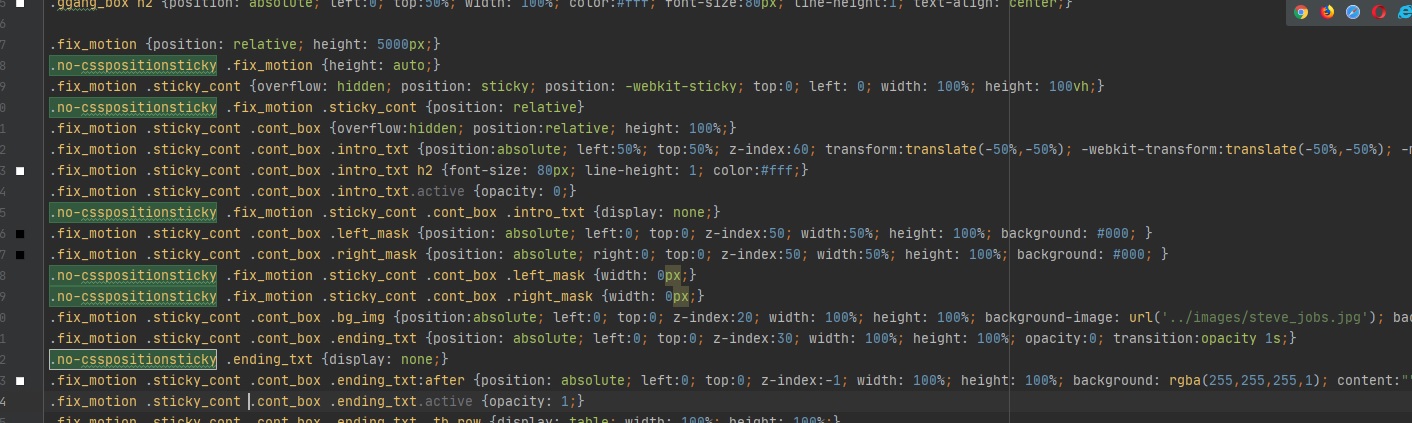 .ggang_box h2 {position: absolute; left:0; top:50%; width: 100%; color:#fff; font-size:80px; line-height:1; text-align: center;}
.fix_motion {position: relative; height: 5000px;}
.no-csspositionsticky .fix_motion {height: auto;}
.fix_motion .sticky_cont {overflow: hidden; position: sticky; position: -webkit-sticky; top:0; left: 0; width: 100%; height: 100vh;}
.no-csspositionsticky .fix_motion .sticky_cont {position: relative}
.fix_motion .sticky_cont .cont_box {overflow:hidden; position:relative; height: 100%;}
.fix_motion .sticky_cont .cont_box .intro_txt {position:absolute; left:50%; top:50%; z-index:60; transform:translate(-50%,-50%); -webkit-transform:translate(-50%,-50%);
.fix_motion .sticky_cont .cont_box .intro_txt h2 {font-size: 80px; line-height: 1; color:#fff;}
.fix_motion .sticky_cont .cont_box .intro_txt.active {opacity: 0;}
.no-csspositionsticky .fix_motion .sticky_cont .cont_box .intro_txt {display: none;}
.fix_motion .sticky_cont .cont_box .left_mask {position: absolute; left:0; top:0; z-index:50; width:50%; height: 100%; background: #000; }
.fix_motion .sticky_cont .cont_box .right_mask {position: absolute; right:0; top:0; z-index:50; width:50%; height: 100%; background: #000; }
.no-csspositionsticky .fix_motion .sticky_cont .cont_box .left_mask {width: 0px;}
.no-csspositionsticky .fix_motion .sticky_cont .cont_box .right_mask {width: 0px;}
.fix_motion .sticky_cont .cont_box .bg_img {position:absolute; left:0; top:0; z-index:20; width: 100%; height: 100%; background-image: url('../images/steve_jobs.jpg');
.fix_motion .sticky_cont .cont_box .ending_txt {position: absolute; left:0; top:0; z-index:30; width: 100%; height: 100%; opacity:0; transition:opacity 1s;}
.no-csspositionsticky .ending_txt {display: none;}
.fix_motion .sticky_cont .cont_box .ending_txt:after {position: absolute; left:0; top:0; z-index:-1; width: 100%; height: 100%; background: rgba(255,255,255,1); content:"
.fix_motion .sticky_cont .cont_box .ending_txt.active {opacity: 1;}
.fix_motion .sticky_cont .cont_box .ending_txt .tb_row {display: table; width: 100%; height: 100%;}